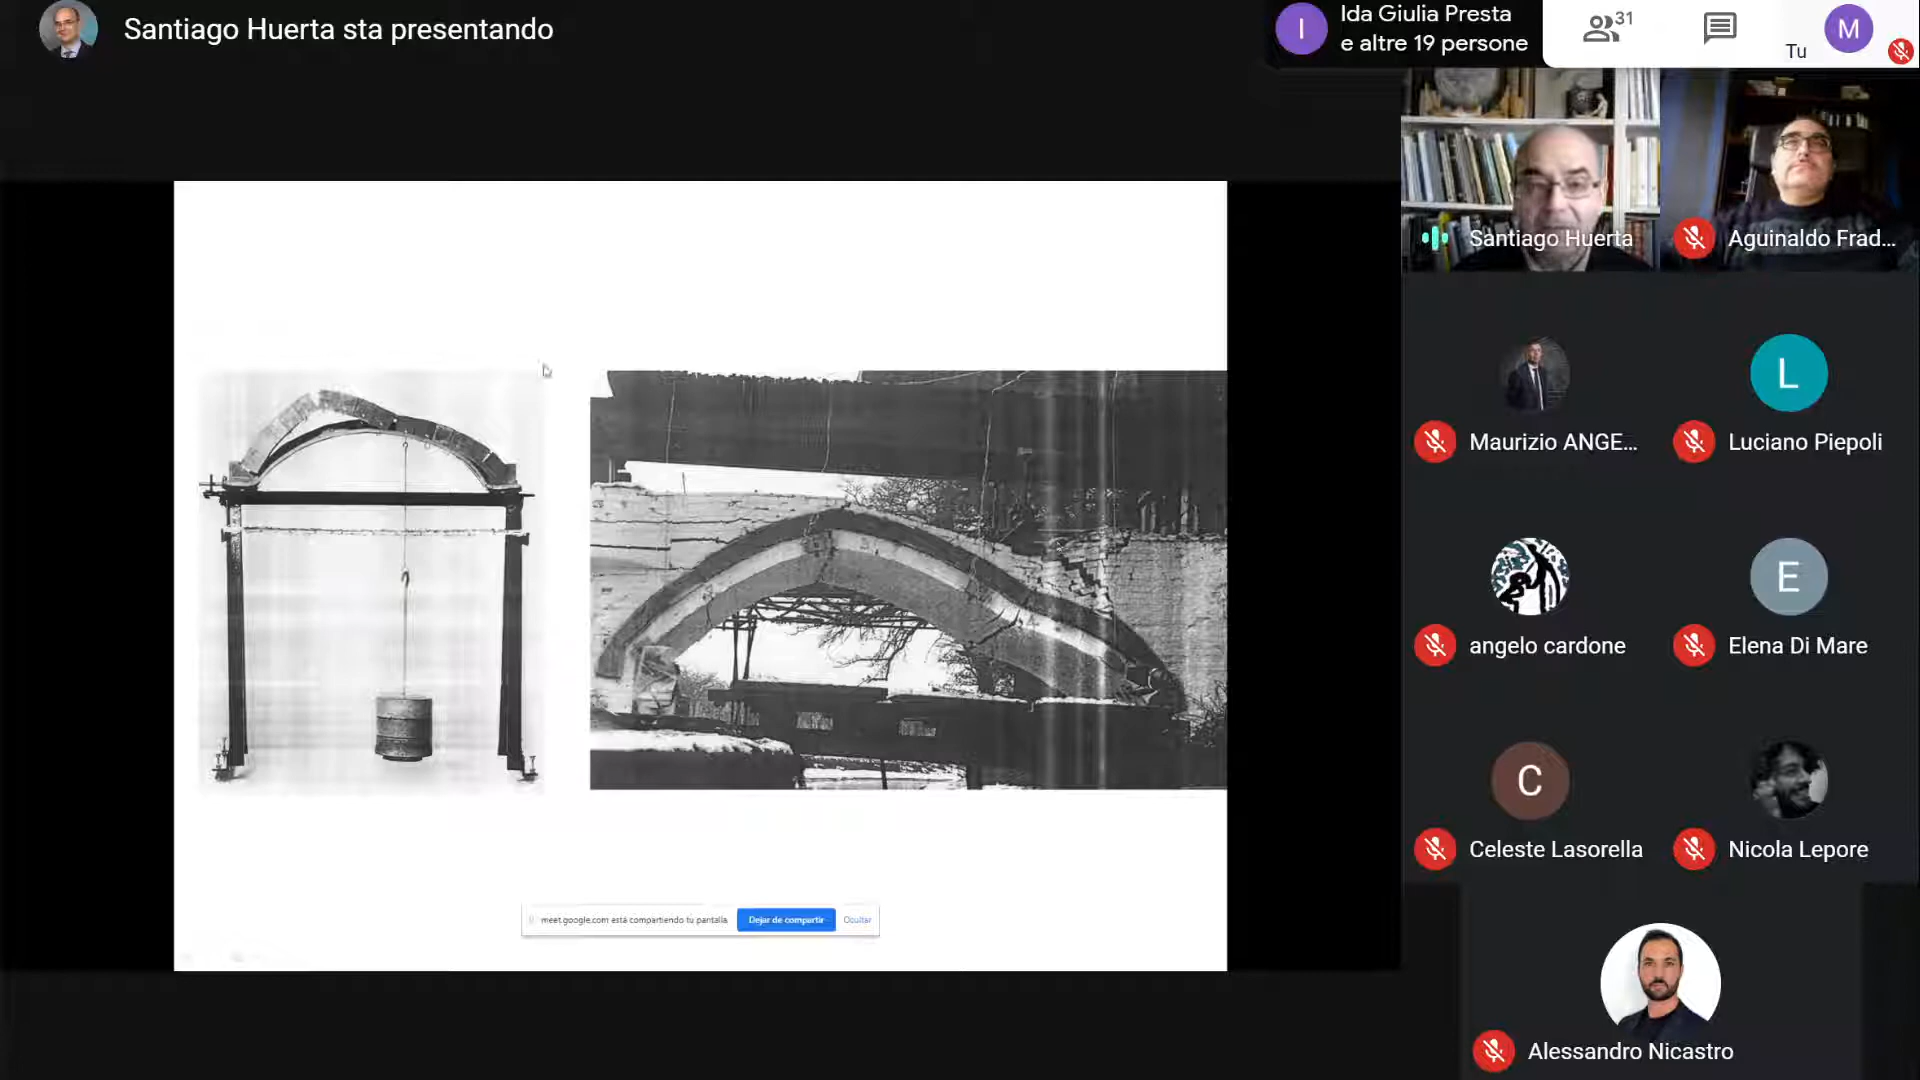 Santiago Huerta sta presentando
I
Ida Giulia Presta
e altre 19 persone
31
Tu
M
Santiago Huerta
Aguinaldo Frad...
Maurizio ANGE...
L
Luciano Piepoli
angelo cardone
E
Elena Di Mare
C
Celeste Lasorella
Nicola Lepore
meet.google.com está compartiendo tu pantalla
Dejar de compartir
Ocultar
Alessandro Nicastro